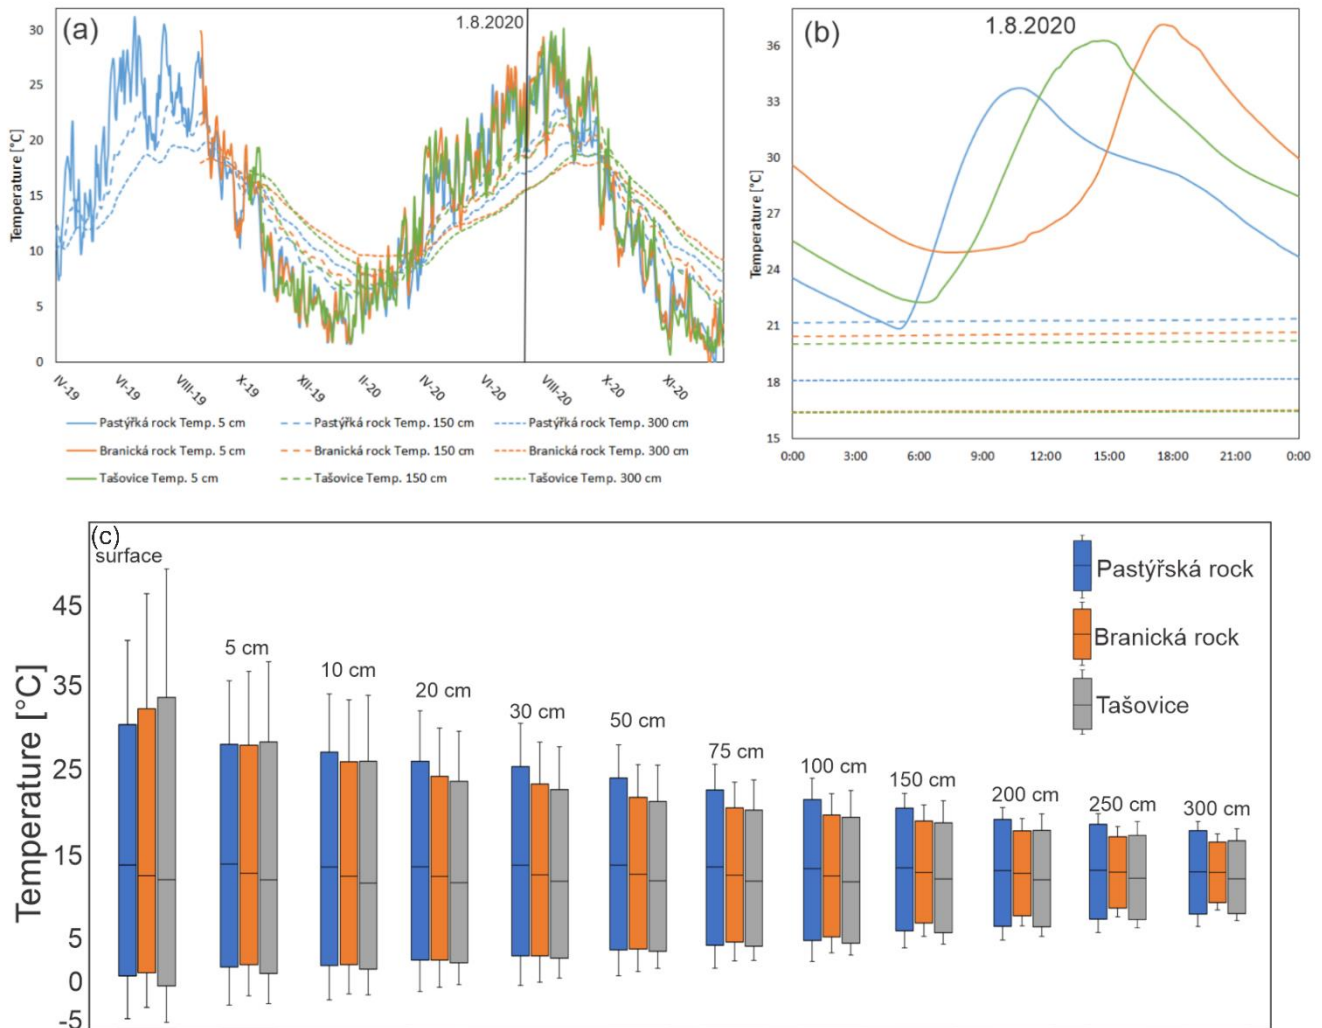 (a)
1.8.2020
Temperature [°C]
30
25
20
15
10
5
0
IV-19
VI-19
VIII-19
X-19
XII-19
II-20
IV-20
VI-20
VIII-20
X-20
XI-20
Pastýřká rock Temp. 5 cm
Pastýřká rock Temp. 150 cm
Pastýřká rock Temp. 300 cm
Branická rock Temp. 5 cm
Branická rock Temp. 150 cm
Branická rock Temp. 300 cm
Tašovice Temp. 5 cm
Tašovice Temp. 150 cm
Tašovice Temp. 300 cm
(b)
1.8.2020
Temperature [°C]
36
33
30
27
24
21
18
15
0:00
3:00
6:00
9:00
12:00
15:00
18:00
21:00
0:00
(c)
surface
5 cm
10 cm
20 cm
30 cm
50 cm
75 cm
100 cm
150 cm
200 cm
250 cm
300 cm
Pastýřská rock
Branická rock
Tašovice
Temperature [°C]
45
35
25
15
5
0
-5